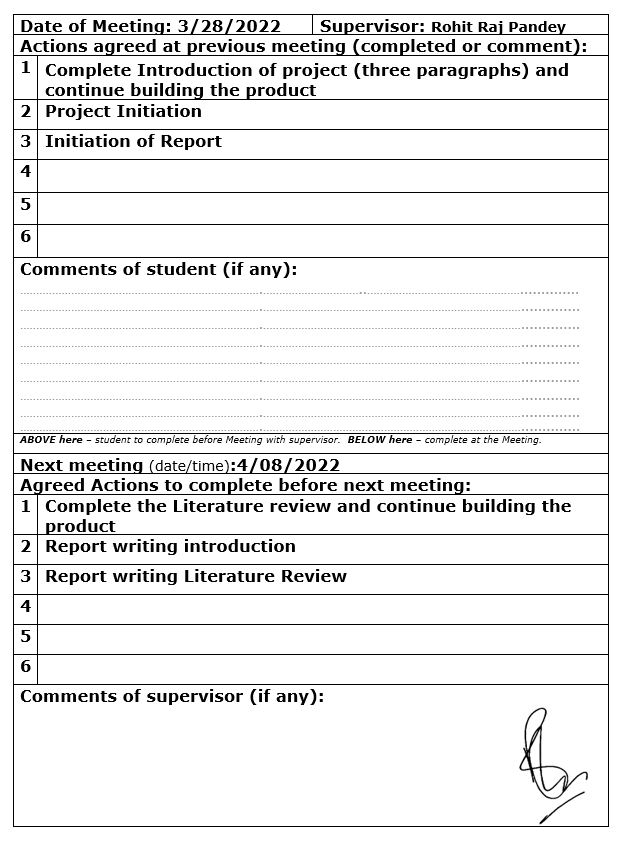 Date of Meeting: 3/28/2022 Supervisor: Rohit Raj Pandey
Actions agreed at previous meeting (completed or comment):
1 Complete Introduction of project (three paragraphs) and
continue building the product
2 Project Initiation
3 Initiation of Report
4
5
6
Comments of student (if any):
ABOVE here – student to complete before Meeting with supervisor. BELOW here – complete at the Meeting.
Next meeting (date/time):4/08/2022
Agreed Actions to complete before next meeting:
1 Complete the Literature review and continue building the
product
2 Report writing introduction
3 Report writing Literature Review
4
5
6
Comments of supervisor (if any):